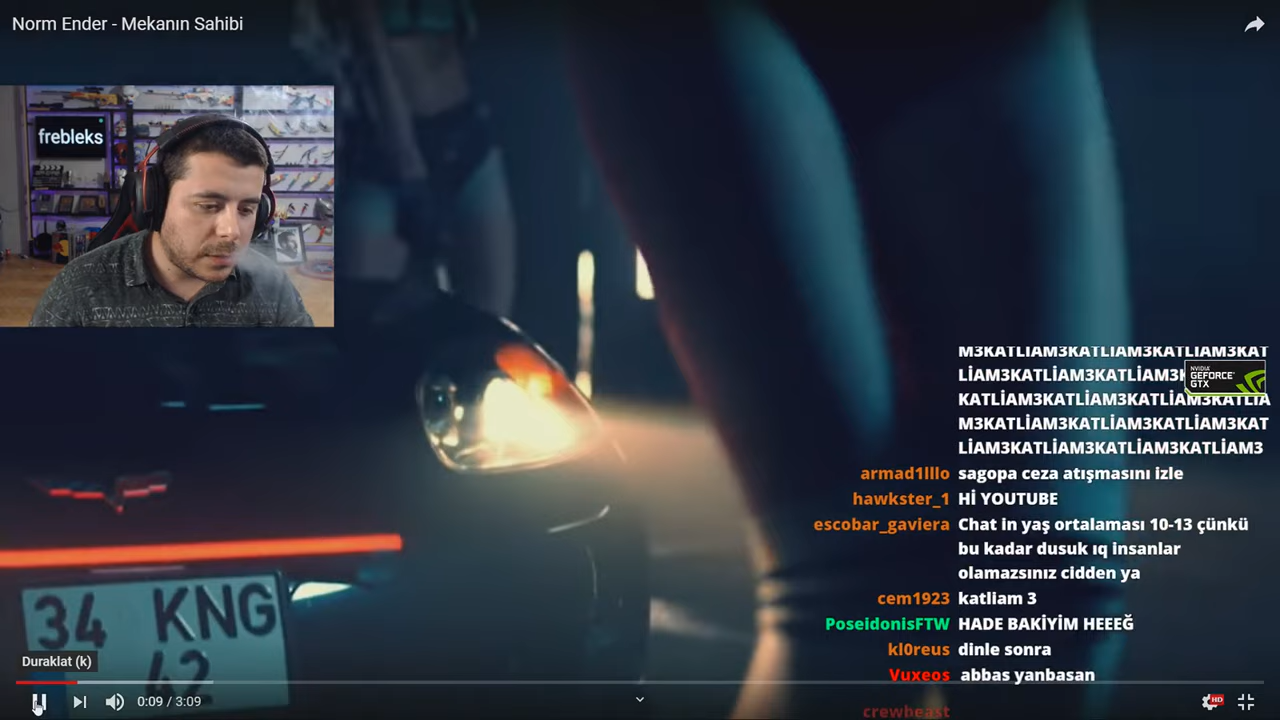 Norm Ender - Mekanın Sahibi
frebleks
M3KATLİAM3KATLİAM3KATLİAM3KAT
LİAM3KATLİAM3KATLİAM3K
NVIDIA
GEFORCE
GTX
KATLİAM3KATLİAM3KATLİAM3KATLİA
M3KATLİAM3KATLİAM3KATLİAM3KAT
LİAM3KATLİAM3KATLİAM3KATLİAM3
armad1lllo sagopa ceza atışmasını izle
hawkster_1 Hİ YOUTUBE
escobar_gaviera Chat in yaş ortalaması 10-13 çünkü
bu kadar dusuk ıq insanlar
olamazsınız cidden ya
cem1923 katliam 3
PoseidonisFTW HADE BAKİYİM HEEEĞ
kl0reus dinle sonra
Vuxeos abbas yanbasan
crewbeast
34 KNG
42
Duraklat (k)
0:09 / 3:09
HD